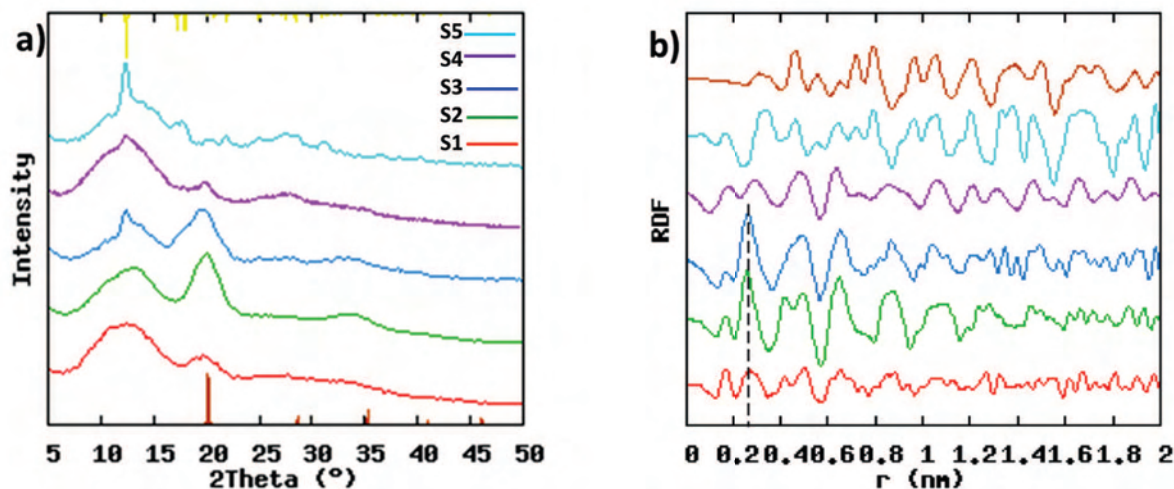 a)
S5
S4
S3
S2
S1
Intensity
5 10 15 20 25 30 35 40 45 50
2Theta (°)
b)
RDF
0 0.20.40.60.8 1 1.21.41.61.8 2
r (nm)